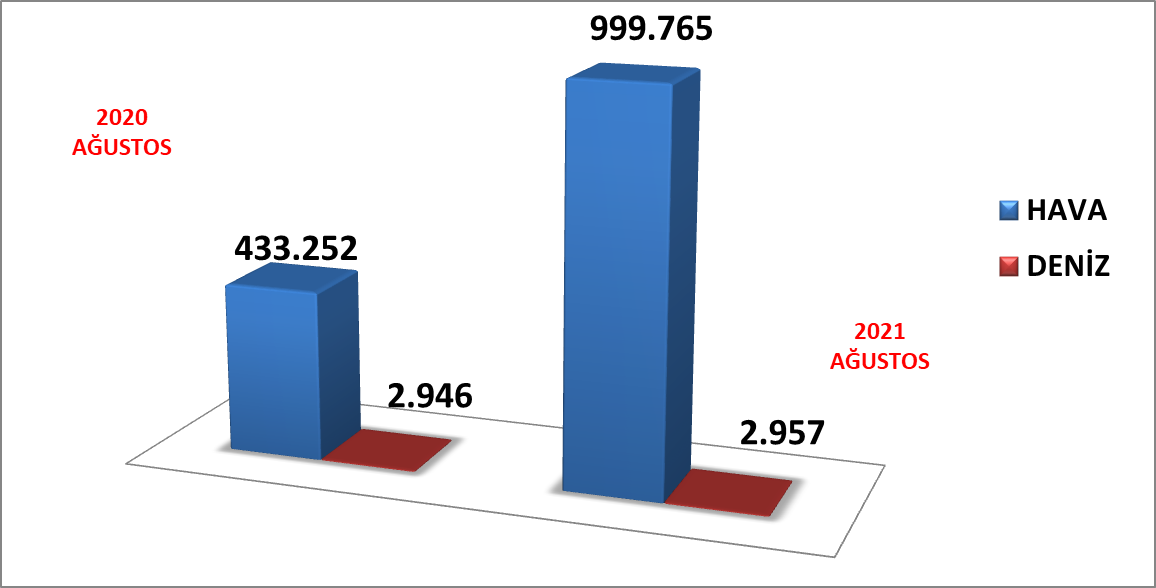 999.765
2020
AĞUSTOS
HAVA
433.252
DENİZ
2021
AĞUSTOS
2.946
2.957